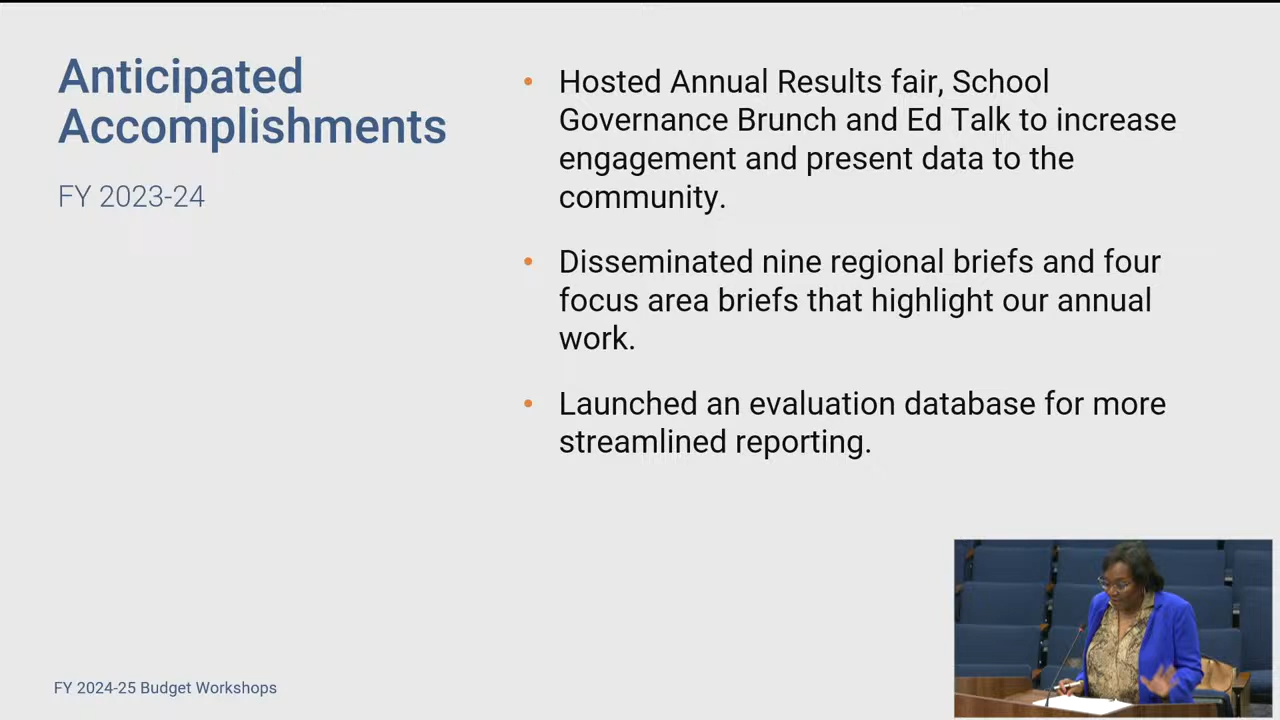 Anticipated
Accomplishments
FY 2023-24
• Hosted Annual Results fair, School
Governance Brunch and Ed Talk to increase
engagement and present data to the
community.
• Disseminated nine regional briefs and four
focus area briefs that highlight our annual
work.
• Launched an evaluation database for more
streamlined reporting.
FY 2024-25 Budget Workshops